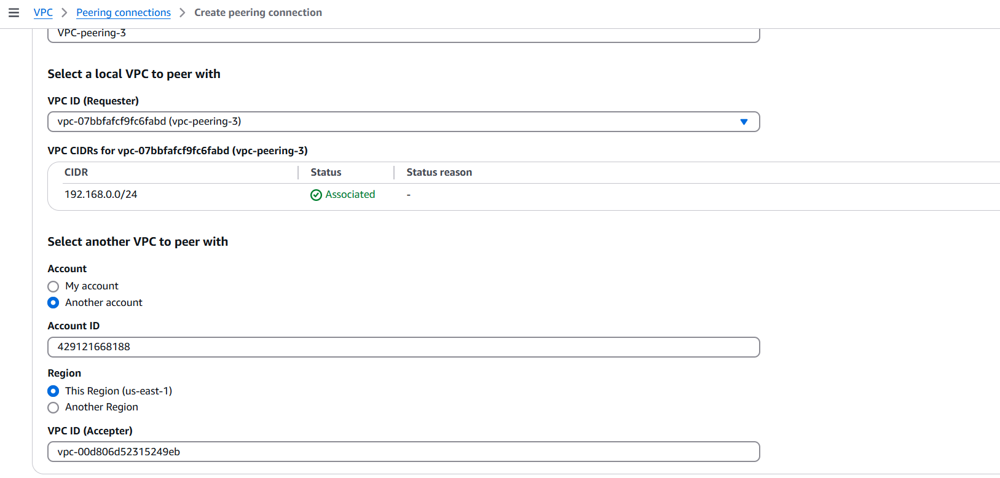 VPC > Peering connections > Create peering connection
VPC-peering-3
Select a local VPC to peer with
VPC ID (Requester)
vpc-07bbfafcf9fc6fabd (vpc-peering-3)
VPC CIDRs for vpc-07bbfafcf9fc6fabd (vpc-peering-3)
CIDR Status Status reason
192.168.0.0/24 Associated -
Select another VPC to peer with
Account
My account
Another account
Account ID
429121668188
Region
This Region (us-east-1)
Another Region
VPC ID (Accepter)
vpc-00d806d52315249eb